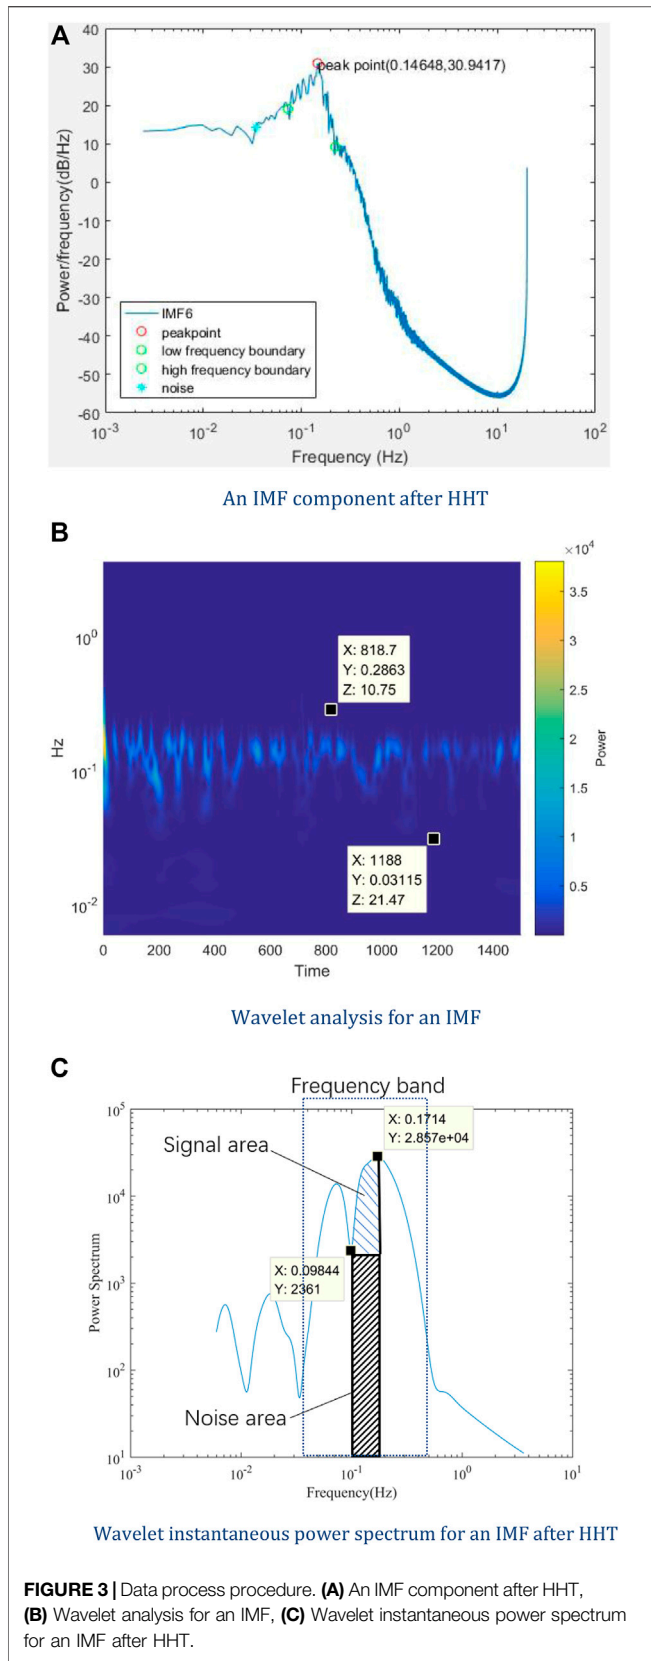 A
40
30
20
10
0
-10
-20
-30
-40
-50
-60
Power/frequency(dB/Hz)
peak point(0.14648,30.9417)
IMF6
peakpoint
low frequency boundary
high frequency boundary
noise
10-3 10-2 10-1 100 101 102
Frequency (Hz)
An IMF component after HHT
B
×104
3.5
3
2.5
2
1.5
1
0.5
Power
100
10-1
10-2
Hz
X: 818.7
Y: 0.2863
Z: 10.75
X: 1188
Y: 0.03115
Z: 21.47
0 200 400 600 800 1000 1200 1400
Time
Wavelet analysis for an IMF
C
Frequency band
105
104
103
102
101
Power Spectrum
X: 0.1714
Y: 2.857e+04
Signal area
X: 0.09844
Y: 2361
Noise area
10-3 10-2 10-1 100 101
Frequency(Hz)
Wavelet instantaneous power spectrum for an IMF after HHT
FIGURE 3 | Data process procedure. (A) An IMF component after HHT,
(B) Wavelet analysis for an IMF, (C) Wavelet instantaneous power spectrum
for an IMF after HHT.